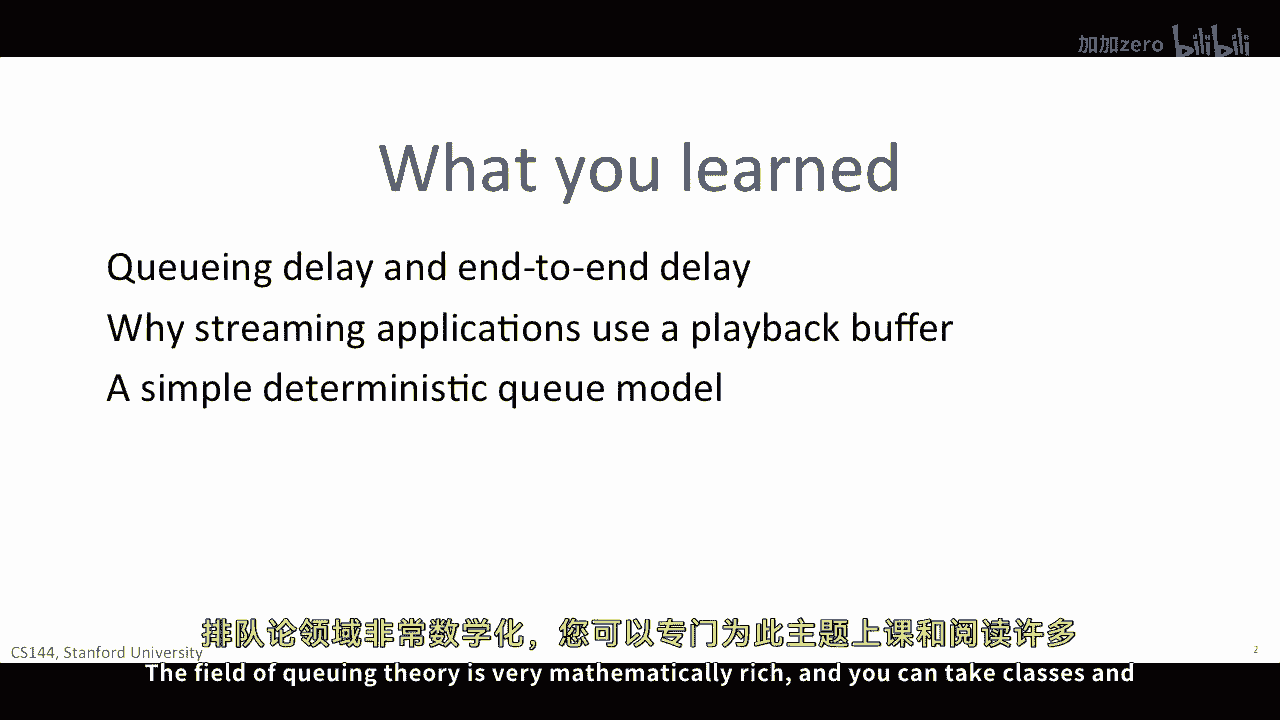 加加zero bilibili
What you learned
Queueing delay and end-to-end delay
Why streaming applications use a playback buffer
A simple deterministic queue model
排队论领域非常数学化，您可以专门为此主题上课和阅读许多
CS144, Stanford University
2
The field of queuing theory is very mathematically rich, and you can take classes and